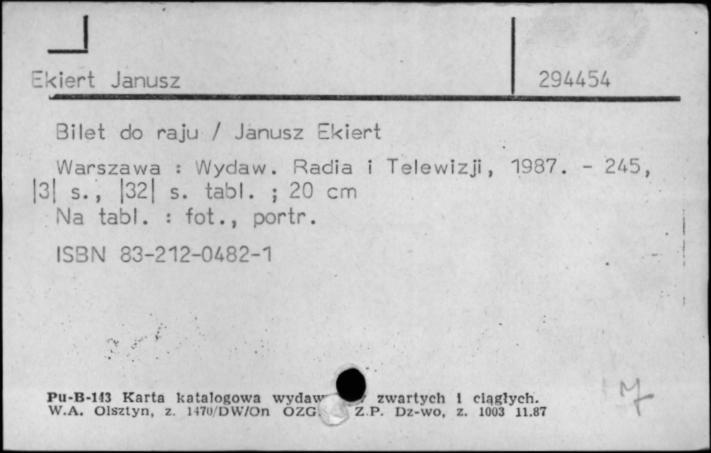 Ekiert Janusz 294454
Bilet do raju / Janusz Ekiert
Warszawa : Wydaw. Radia i Telewizji, 1987. - 245,
|3| s., |32| s. tabl. ; 20 cm
Na tabl. : fot., portr.
ISBN 83-212-0482-1
Pu-B-143 Karta katalogowa wydaw zwartych i ciągłych.
W.A. Olsztyn, z. 1470/DW/On OZG. Z.P. Dz-wo, z. 1003 11.87